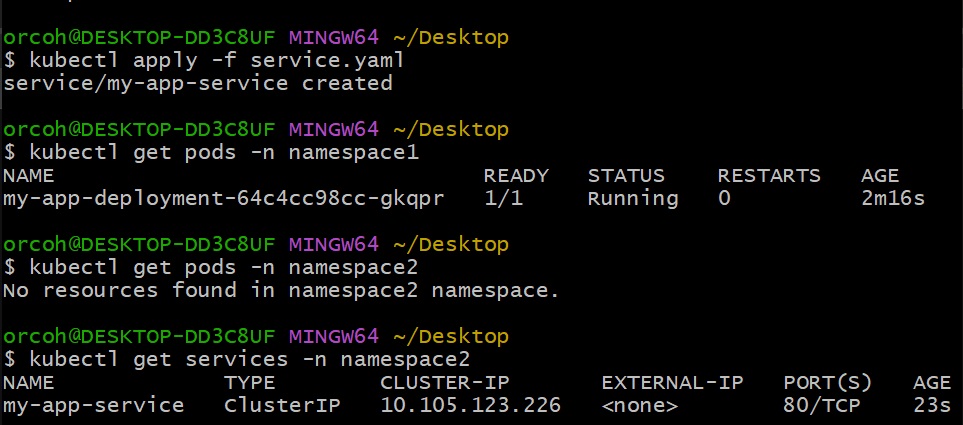 orcoh@DESKTOP-DD3C8UF MINGW64 ~/Desktop
$ kubectl apply -f service.yaml
service/my-app-service created
orcoh@DESKTOP-DD3C8UF MINGW64 ~/Desktop
$ kubectl get pods -n namespace1
NAME READY STATUS RESTARTS AGE
my-app-deployment-64c4cc98cc-gkqpr 1/1 Running 0 2m16s
orcoh@DESKTOP-DD3C8UF MINGW64 ~/Desktop
$ kubectl get pods -n namespace2
No resources found in namespace2 namespace.
orcoh@DESKTOP-DD3C8UF MINGW64 ~/Desktop
$ kubectl get services -n namespace2
NAME TYPE CLUSTER-IP EXTERNAL-IP PORT(S) AGE
my-app-service ClusterIP 10.105.123.226 <none> 80/TCP 23s